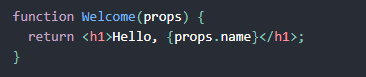 function Welcome(props) {
  return <h1>Hello, {props.name}</h1>;
}